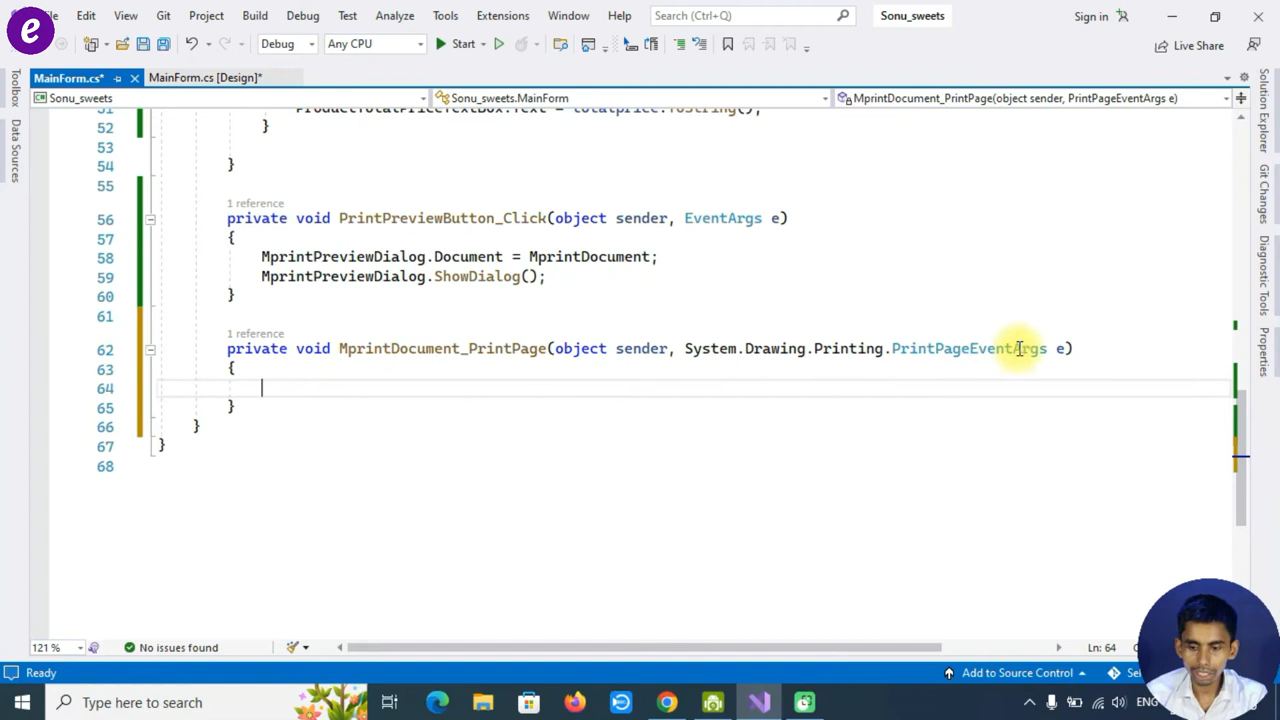 File Edit View Git Project Build Debug Test Analyze Tools Extensions Window Help Search (Ctrl+Q) Sonu_sweets Sign in
e
Debug Any CPU Start Live Share
MainForm.cs* MainForm.cs [Design]*
Sonu_sweets Sonu_sweets.MainForm MprintDocument_PrintPage(object sender, PrintPageEventArgs e)
Toolbox
Data Sources
51 ProductTotalPriceTextBox.Text = totalprice.ToString();
52 }
53
54 }
55
1 reference
56 private void PrintPreviewButton_Click(object sender, EventArgs e)
57 {
58 MprintPreviewDialog.Document = MprintDocument;
59 MprintPreviewDialog.ShowDialog();
60 }
61
1 reference
62 private void MprintDocument_PrintPage(object sender, System.Drawing.Printing.PrintPageEventArgs e)
63 {
64
65 }
66 }
67 }
68
Solution Explorer
Git Changes
Diagnostic Tools
Properties
121 % No issues found Ln: 64
Ready Add to Source Control
Type here to search ENG